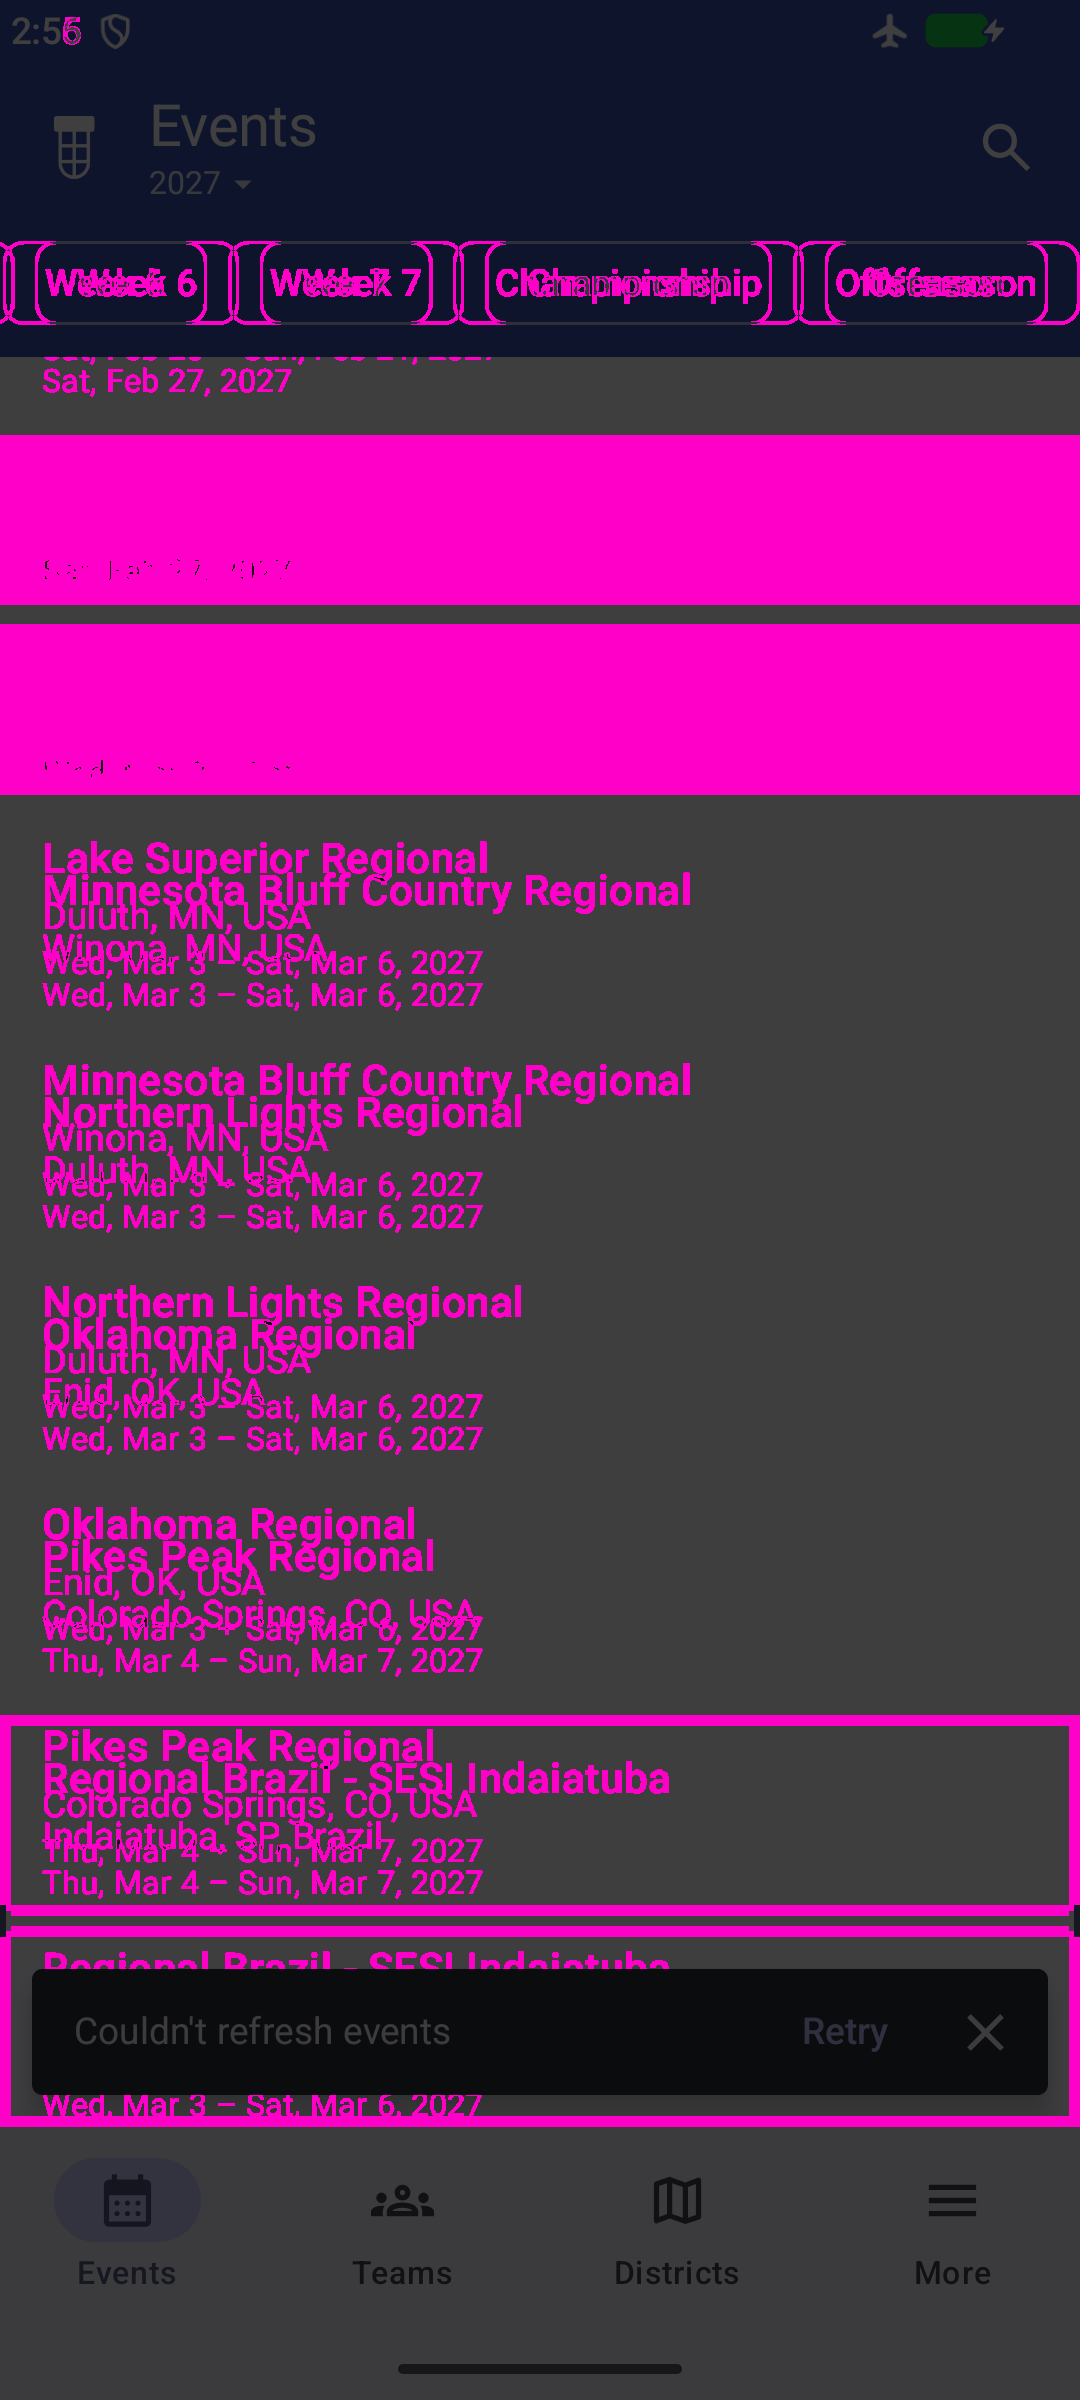 Events
2027
Week 6 Week 7 Championship Offseason
Sat, Feb 27, 2027
Lake Superior Regional
Minnesota Bluff Country Regional
Duluth, MN, USA
Winona, MN, USA
Wed, Mar 3 – Sat, Mar 6, 2027
Wed, Mar 3 – Sat, Mar 6, 2027
Minnesota Bluff Country Regional
Northern Lights Regional
Winona, MN, USA
Duluth, MN, USA
Wed, Mar 3 – Sat, Mar 6, 2027
Wed, Mar 3 – Sat, Mar 6, 2027
Northern Lights Regional
Oklahoma Regional
Duluth, MN, USA
Enid, OK, USA
Wed, Mar 3 – Sat, Mar 6, 2027
Wed, Mar 3 – Sat, Mar 6, 2027
Oklahoma Regional
Pikes Peak Regional
Enid, OK, USA
Colorado Springs, CO, USA
Wed, Mar 3 – Sat, Mar 6, 2027
Thu, Mar 4 – Sun, Mar 7, 2027
Pikes Peak Regional
Regional Brazil - SESI Indaiatuba
Colorado Springs, CO, USA
Indaiatuba, SP, Brazil
Thu, Mar 4 – Sun, Mar 7, 2027
Thu, Mar 4 – Sun, Mar 7, 2027
Regional Brazil - SESI Indaiatuba
Couldn't refresh events Retry
Wed, Mar 3 – Sat, Mar 6, 2027
Events Teams Districts More